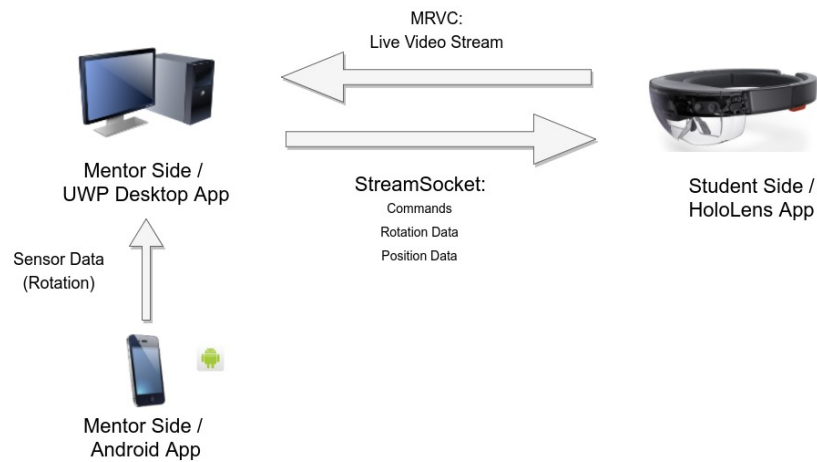 MRVC:
Live Video Stream
Mentor Side /
UWP Desktop App
StreamSocket:
Commands
Rotation Data
Position Data
Student Side /
HoloLens App
Sensor Data
(Rotation)
Mentor Side /
Android App